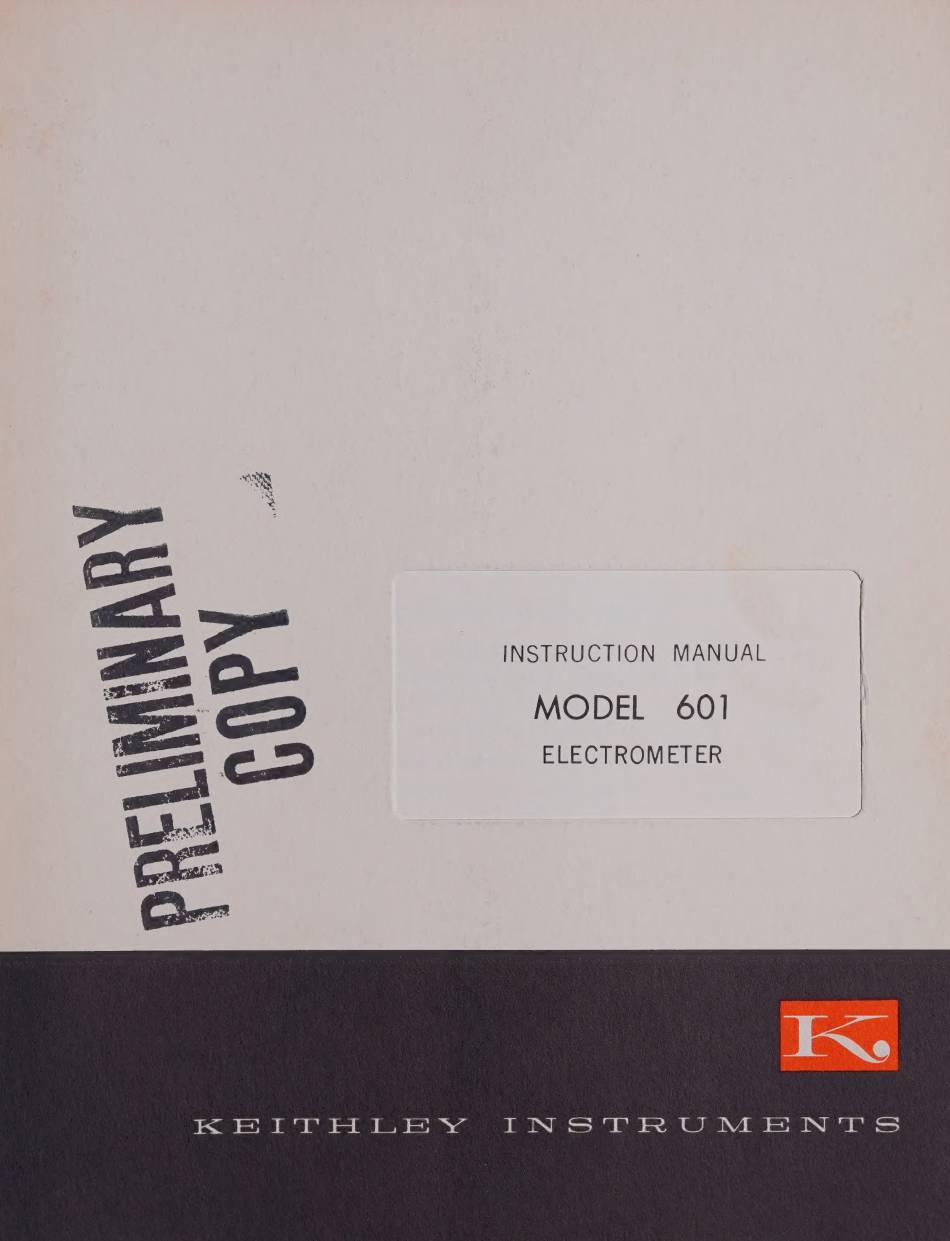 PRELIMINARY
COPY
INSTRUCTION MANUAL
MODEL 601
ELECTROMETER
K.
KEITHLEY INSTRUMENTS